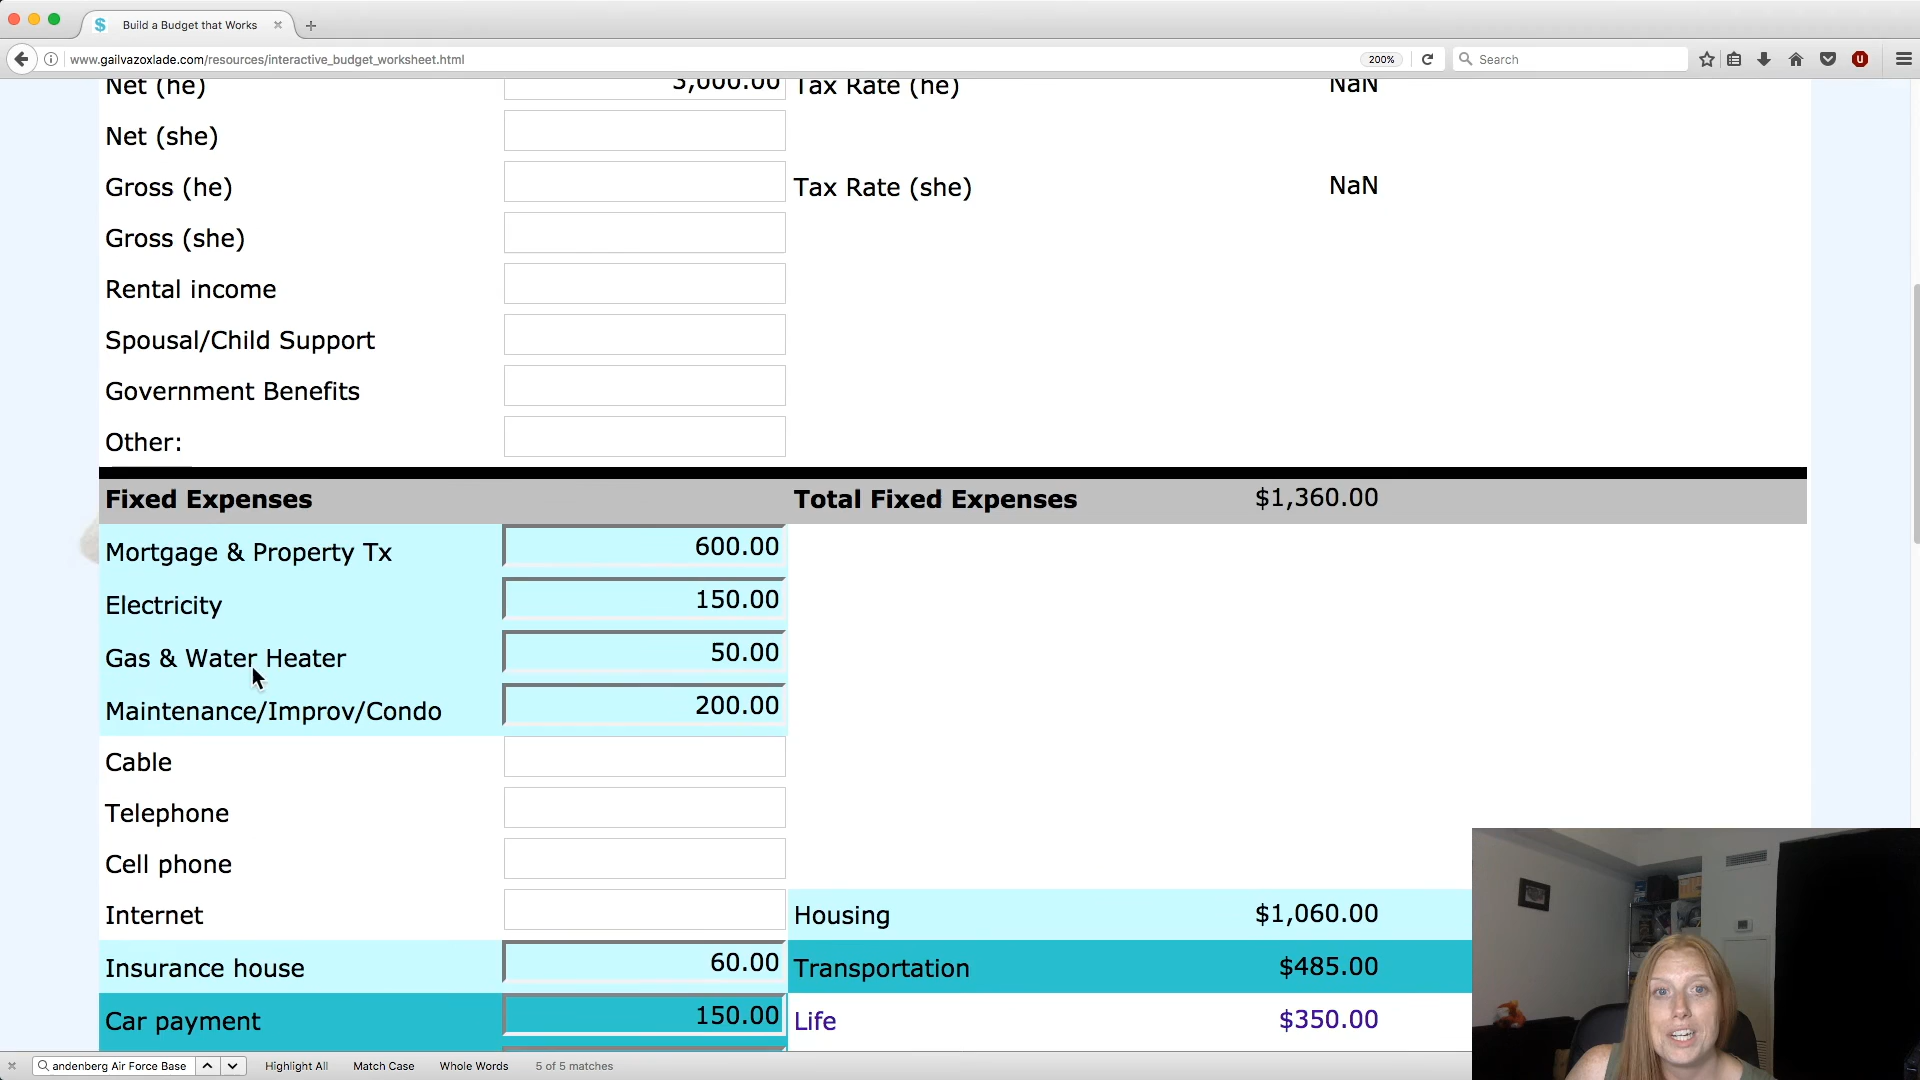 $ Build a Budget that Works
www.gailvazoxlade.com/resources/interactive_budget_worksheet.html 200% Search
Net (he) 3,000.00 Tax Rate (he) NaN
Net (she)
Gross (he) Tax Rate (she) NaN
Gross (she)
Rental income
Spousal/Child Support
Government Benefits
Other:
Fixed Expenses Total Fixed Expenses $1,360.00
Mortgage & Property Tx 600.00
Electricity 150.00
Gas & Water Heater 50.00
Maintenance/Improv/Condo 200.00
Cable
Telephone
Cell phone
Internet Housing $1,060.00
Insurance house 60.00 Transportation $485.00
Car payment 150.00 Life $350.00
andenberg Air Force Base Highlight All Match Case Whole Words 5 of 5 matches